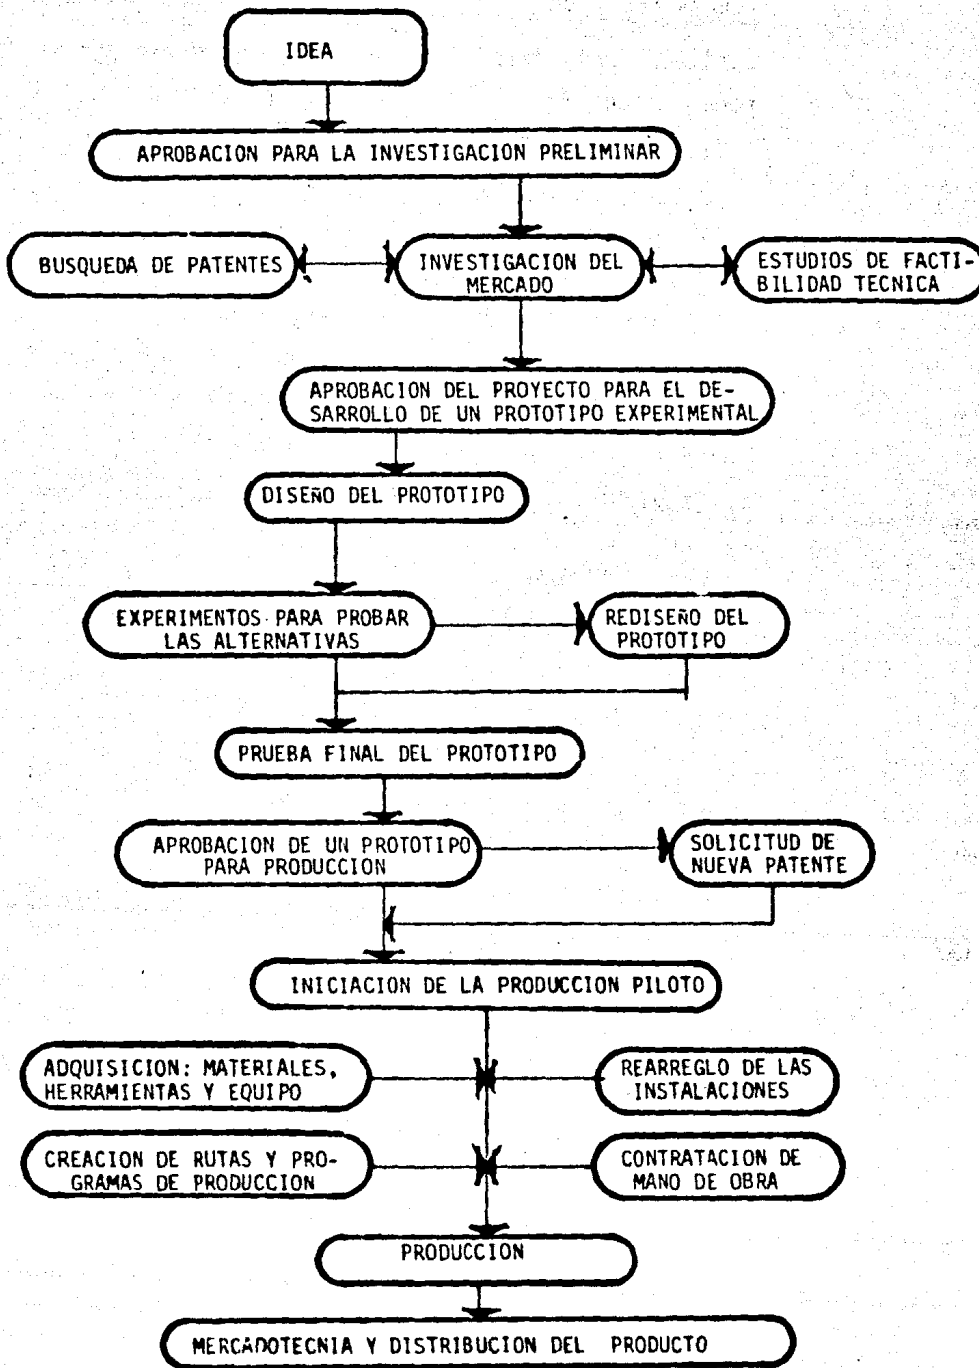 IDEA
APROBACION PARA LA INVESTIGACION PRELIMINAR
BUSQUEDA DE PATENTES
INVESTIGACION DEL
MERCADO
ESTUDIOS DE FACTI-
BILIDAD TECNICA
APROBACION DEL PROYECTO PARA EL DE-
SARROLLO DE UN PROTOTIPO EXPERIMENTAL
DISEÑO DEL PROTOTIPO
EXPERIMENTOS PARA PROBAR
LAS ALTERNATIVAS
REDISEÑO DEL
PROTOTIPO
PRUEBA FINAL DEL PROTOTIPO
APROBACION DE UN PROTOTIPO
PARA PRODUCCION
SOLICITUD DE
NUEVA PATENTE
INICIACION DE LA PRODUCCION PILOTO
ADQUISICION: MATERIALES,
HERRAMIENTAS Y EQUIPO
REARREGLO DE LAS
INSTALACIONES
CREACION DE RUTAS Y PRO-
GRAMAS DE PRODUCCION
CONTRATACION DE
MANO DE OBRA
PRODUCCION
MERCADOTECNIA Y DISTRIBUCION DEL PRODUCTO